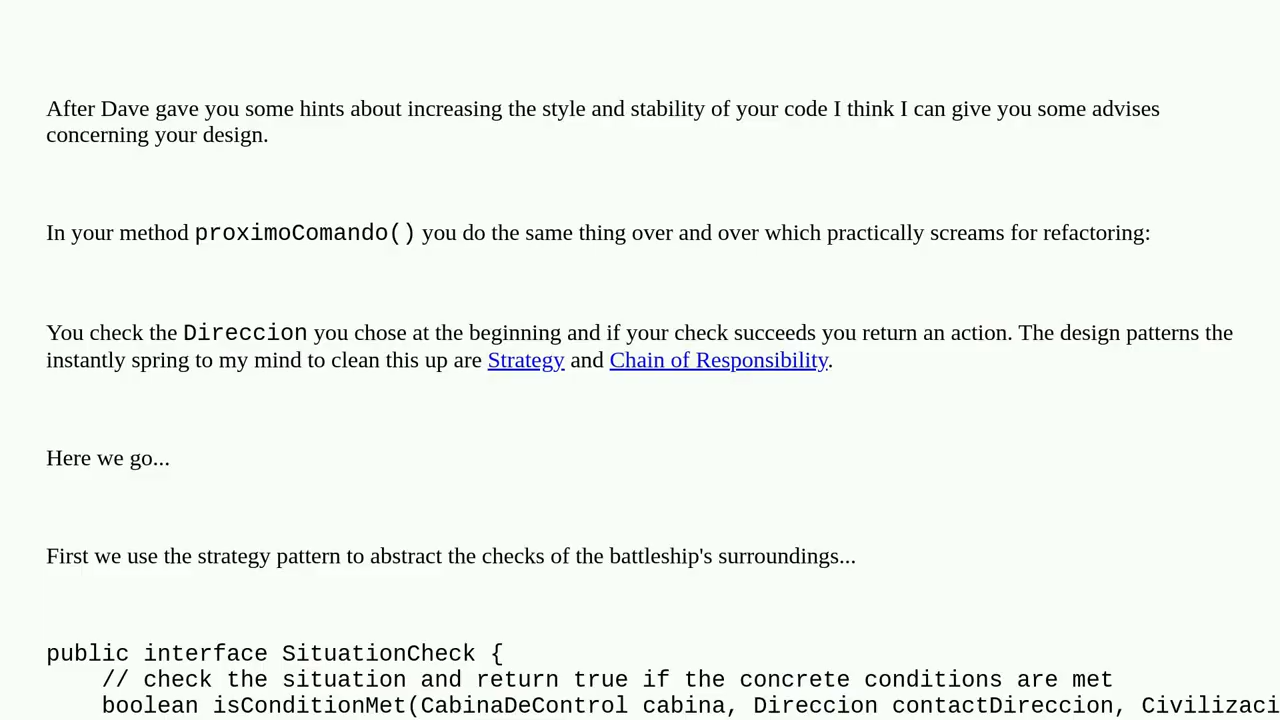 After Dave gave you some hints about increasing the style and stability of your code I think I can give you some advises
concerning your design.
In your method proximoComando() you do the same thing over and over which practically screams for refactoring:
You check the Direccion you chose at the beginning and if your check succeeds you return an action. The design patterns the
instantly spring to my mind to clean this up are Strategy and Chain of Responsibility.
Here we go...
First we use the strategy pattern to abstract the checks of the battleship's surroundings...
public interface SituationCheck {
// check the situation and return true if the concrete conditions are met
boolean isConditionMet(CabinaDeControl cabina, Direccion contactDireccion, Civilizaci